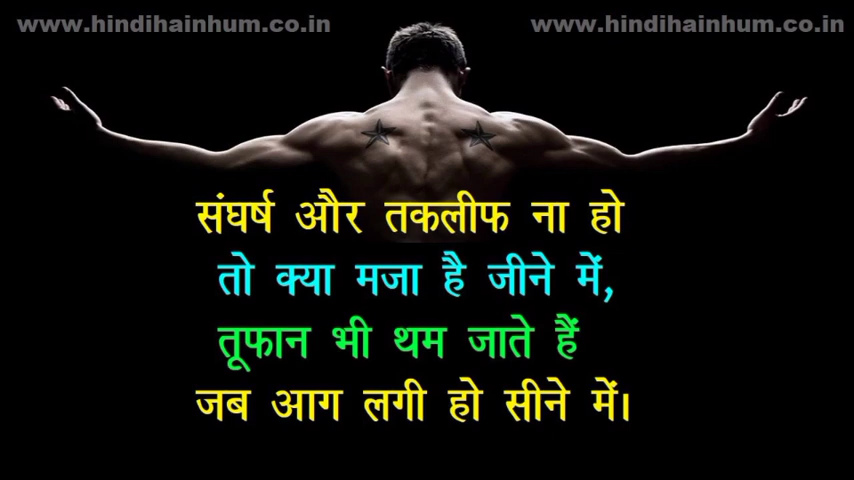 www.hindihainhum.co.in www.hindihainhum.co.in
संघर्ष और तकलीफ ना हो
तो क्या मजा है जीने में,
तूफान भी थम जाते हैं
जब आग लगी हो सीने में।